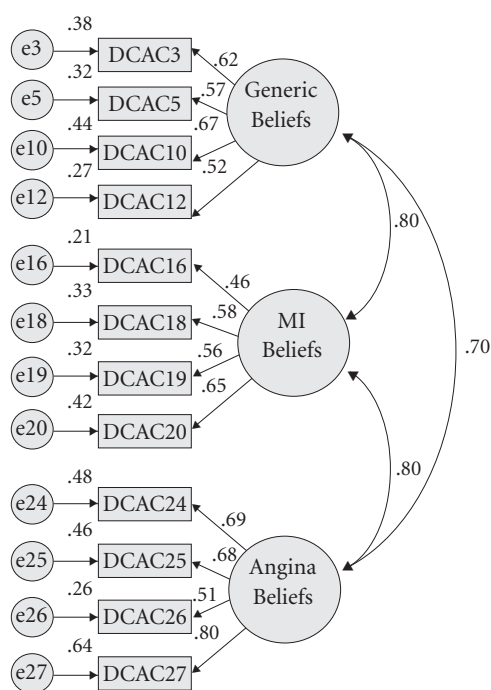 .38
e3 DCAC3
.62
.32
e5 DCAC5
.57
Generic
Beliefs
.44
e10 DCAC10
.67
.27
e12 DCAC12
.52
.80
.21
e16 DCAC16
.46
.33
e18 DCAC18
.58
MI
Beliefs
.32
e19 DCAC19
.56
.42
e20 DCAC20
.65
.70
.80
.48
e24 DCAC24
.69
.46
e25 DCAC25
.68
Angina
Beliefs
.26
e26 DCAC26
.51
.64
e27 DCAC27
.80